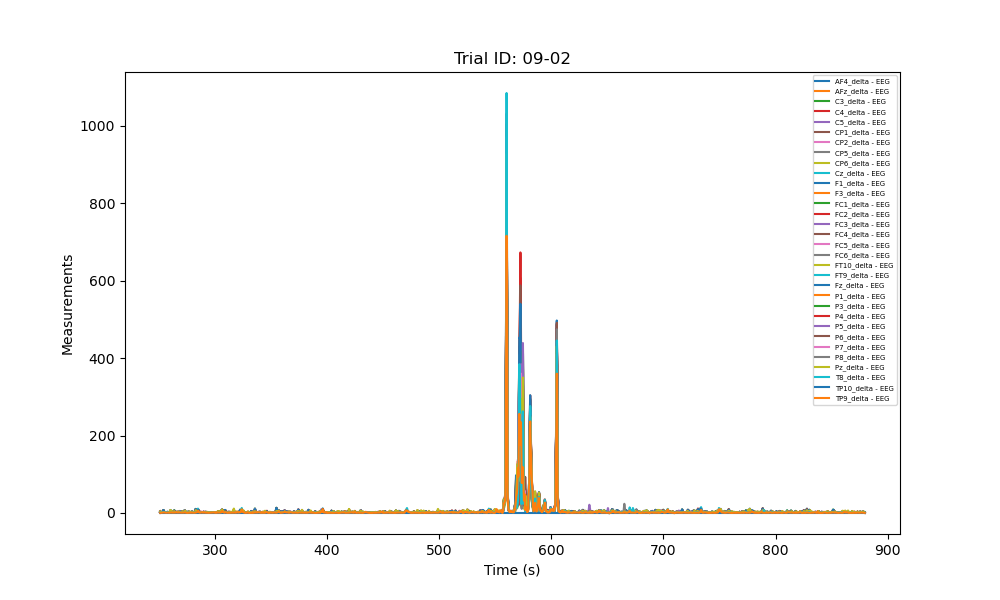 Trial ID: 09-02
Measurements
1000
800
600
400
200
0
300
400
500
600
700
800
900
Time (s)
AF4_delta - EEG
AFz_delta - EEG
C3_delta - EEG
C4_delta - EEG
C5_delta - EEG
CP1_delta - EEG
CP2_delta - EEG
CP5_delta - EEG
CP6_delta - EEG
Cz_delta - EEG
F1_delta - EEG
F3_delta - EEG
FC1_delta - EEG
FC2_delta - EEG
FC3_delta - EEG
FC4_delta - EEG
FC5_delta - EEG
FC6_delta - EEG
FT10_delta - EEG
FT9_delta - EEG
Fz_delta - EEG
P1_delta - EEG
P3_delta - EEG
P4_delta - EEG
P5_delta - EEG
P6_delta - EEG
P7_delta - EEG
P8_delta - EEG
Pz_delta - EEG
T8_delta - EEG
TP10_delta - EEG
TP9_delta - EEG